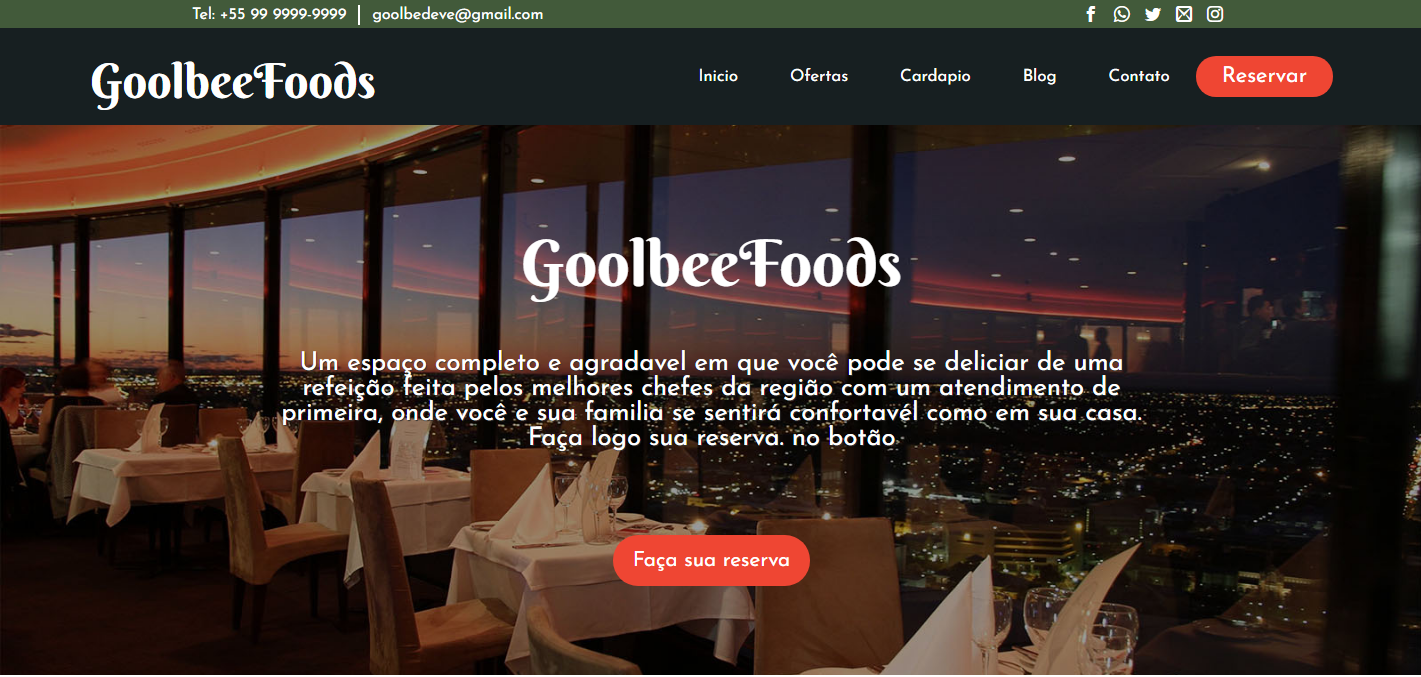 Tel: +55 99 9999-9999 | goolbedeve@gmail.com
GoolbeeFoods
Inicio Ofertas Cardapio Blog Contato Reservar
GoolbeeFoods
Um espaço completo e agradavel em que você pode se deliciar de uma
refeição feita pelos melhores chefes da região com um atendimento de
primeira, onde você e sua familia se sentirá confortavél como em sua casa.
Faça logo sua reserva. no botão
Faça sua reserva